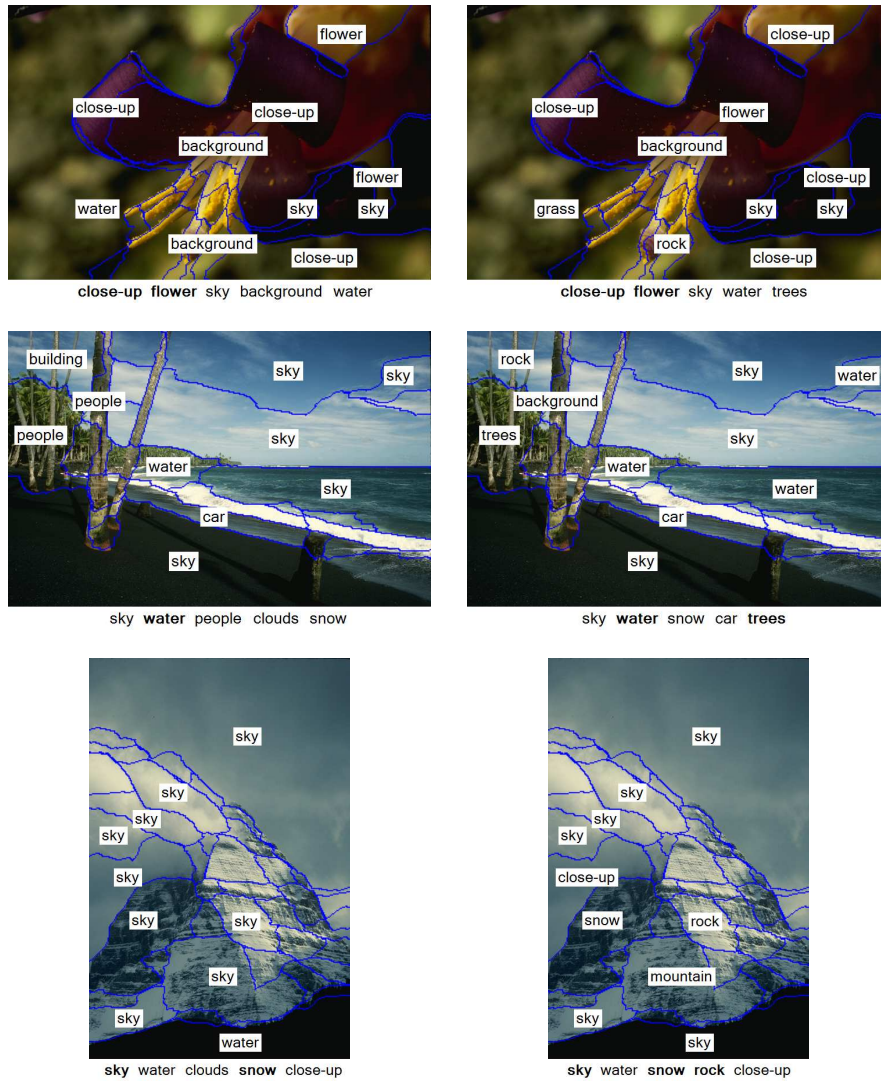 flower
close-up
close-up
background
flower
water
sky
sky
background
close-up
close-up flower sky background water
close-up
close-up
flower
background
close-up
grass
sky
sky
rock
close-up
close-up flower sky water trees
building
sky
sky
people
people
sky
water
sky
car
sky
sky water people clouds snow
rock
sky
water
background
trees
sky
water
water
car
sky
sky water snow car trees
sky
sky
sky
sky
sky
sky
sky
sky
sky
water
sky water clouds snow close-up
sky
sky
sky
sky
close-up
snow
rock
mountain
sky
sky
sky water snow rock close-up